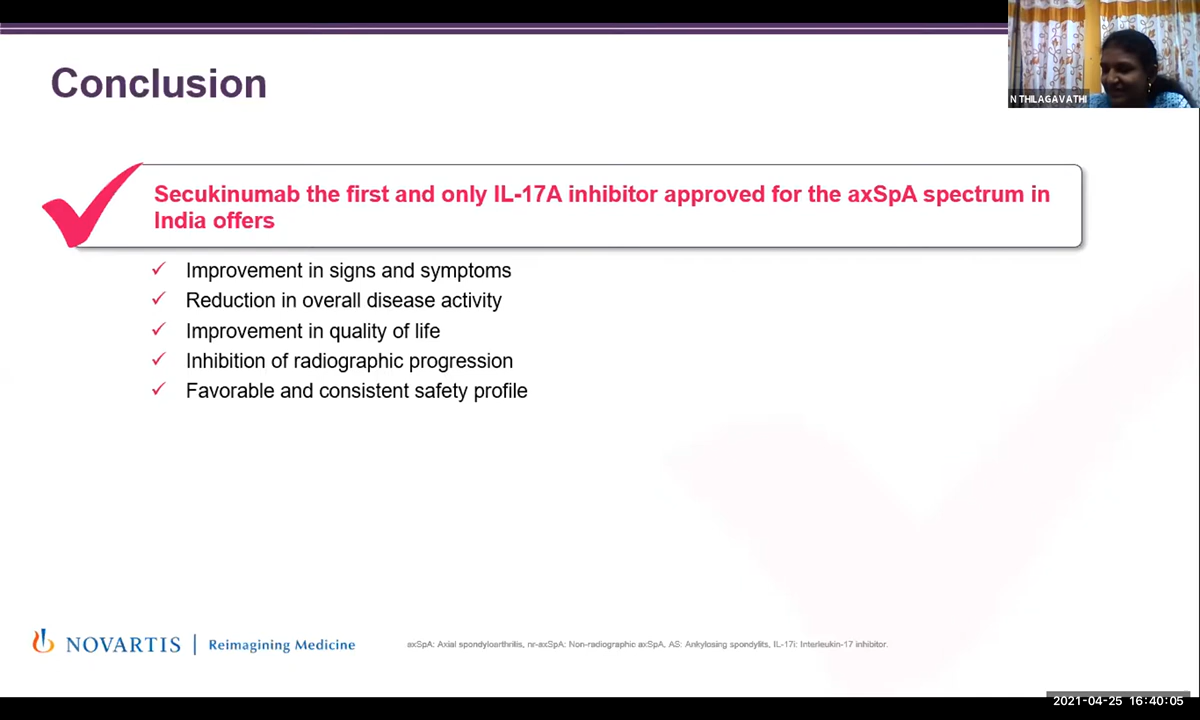 Conclusion
N THILAGAVATHI
Secukinumab the first and only IL-17A inhibitor approved for the axSpA spectrum in
India offers
✓ Improvement in signs and symptoms
✓ Reduction in overall disease activity
✓ Improvement in quality of life
✓ Inhibition of radiographic progression
✓ Favorable and consistent safety profile
NOVARTIS | Reimagining Medicine
axSpA: Axial spondyloarthritis, nr-axSpA: Non-radiographic axSpA, AS: Ankylosing spondylits, IL-17i: Interleukin-17 inhibitor.
2021-04-25 16:40:05